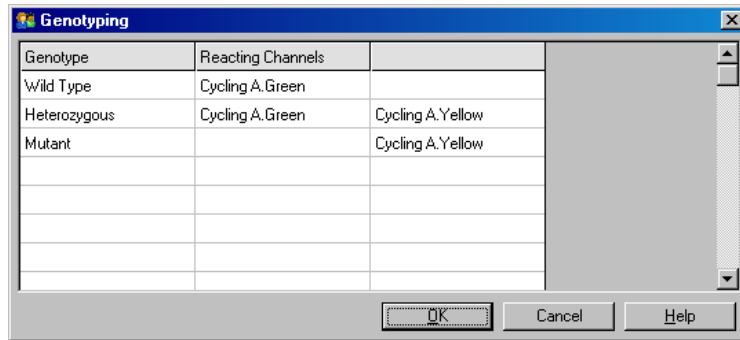 Genotyping
Genotype Reacting Channels
Wild Type Cycling A.Green
Heterozygous Cycling A.Green Cycling A.Yellow
Mutant Cycling A.Yellow
OK Cancel Help